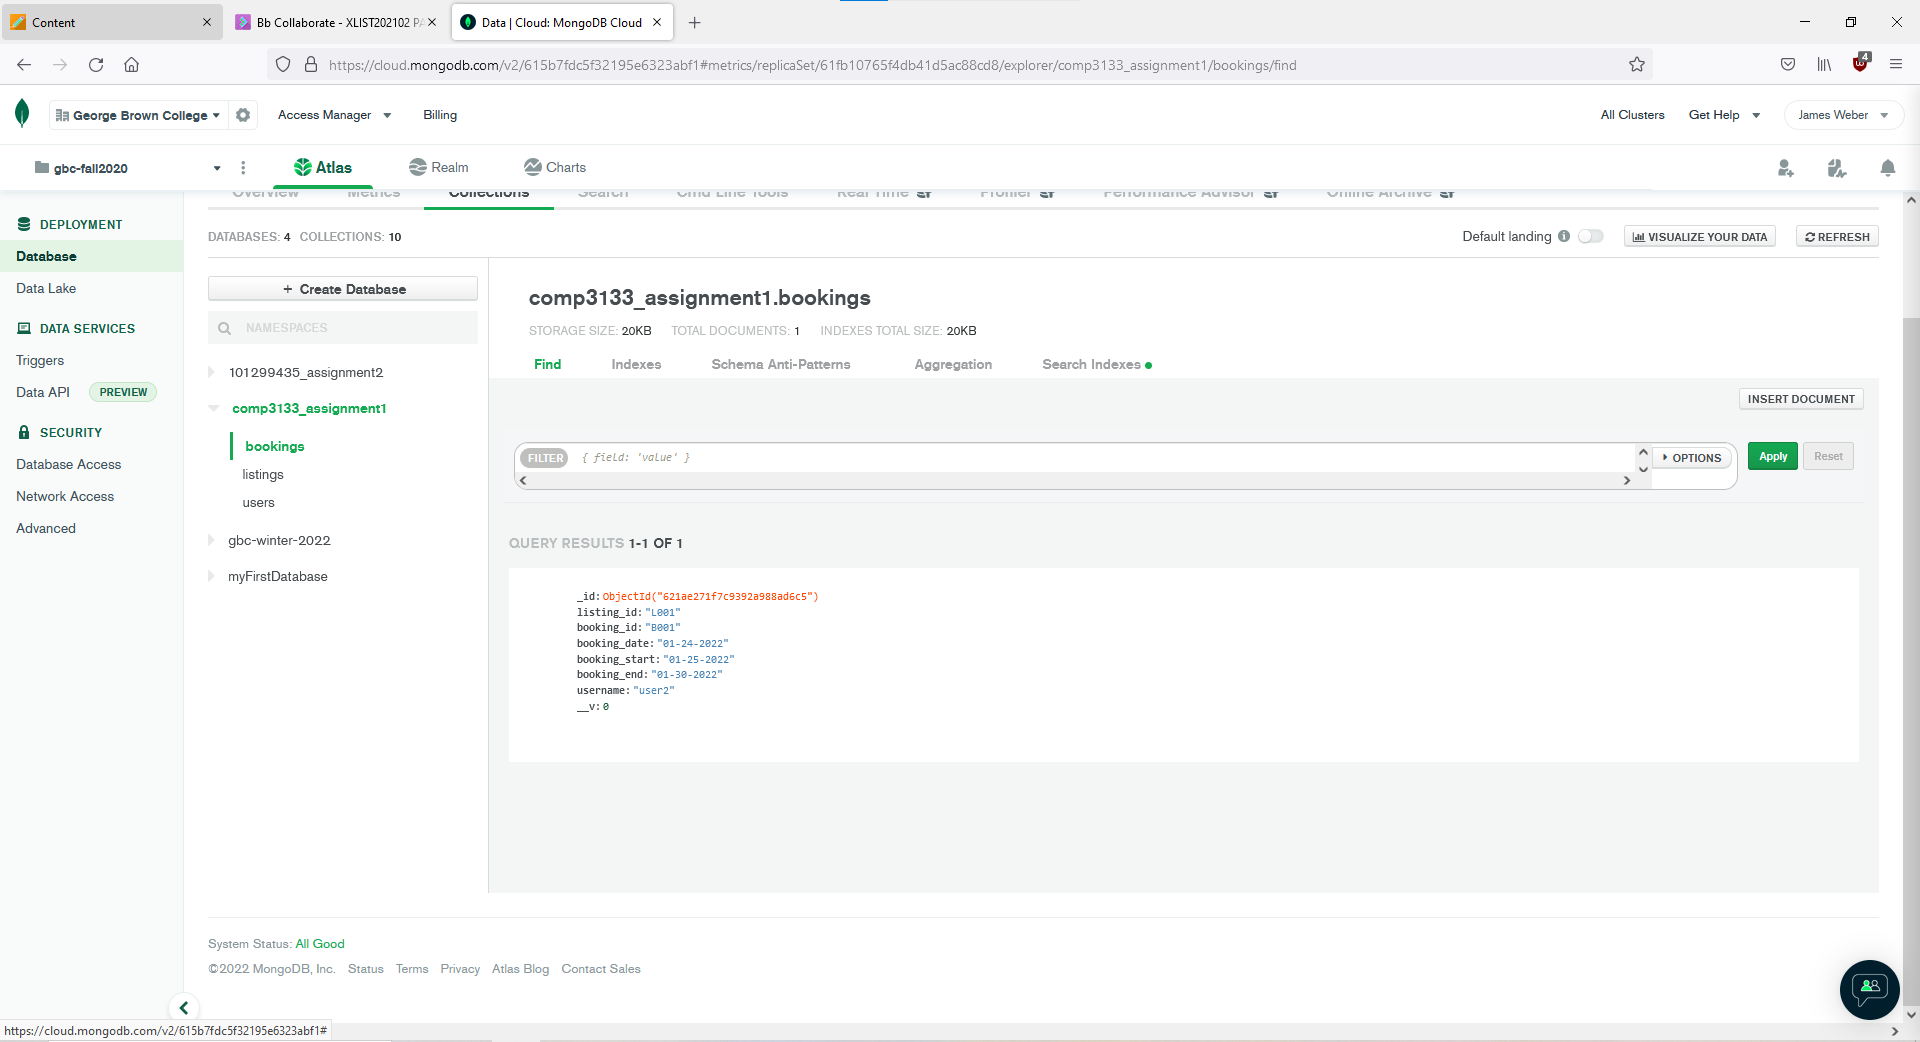 Content
Bb Collaborate - XLIST202102 PA
Data | Cloud: MongoDB Cloud
https://cloud.mongodb.com/v2/615b7fdc5f32195e6323abf1#metrics/replicaSet/61fb10765f4db41d5ac88cd8/explorer/comp3133_assignment1/bookings/find
4
George Brown College
Access Manager
Billing
All Clusters
Get Help
James Weber
gbc-fall2020
Atlas
Realm
Charts
Overview Metrics Collections Search Cmd Line Tools Real Time Profiler Performance Advisor Online Archive
DEPLOYMENT
Database
Data Lake
DATA SERVICES
Triggers
Data API PREVIEW
SECURITY
Database Access
Network Access
Advanced
DATABASES: 4 COLLECTIONS: 10
Default landing
VISUALIZE YOUR DATA
REFRESH
+ Create Database
NAMESPACES
101299435_assignment2
comp3133_assignment1
bookings
listings
users
gbc-winter-2022
myFirstDatabase
comp3133_assignment1.bookings
STORAGE SIZE: 20KB TOTAL DOCUMENTS: 1 INDEXES TOTAL SIZE: 20KB
Find Indexes Schema Anti-Patterns Aggregation Search Indexes
INSERT DOCUMENT
FILTER { field: 'value' }
OPTIONS
Apply
Reset
QUERY RESULTS 1-1 OF 1
_id: ObjectId("621ae271f7c9392a988ad6c5")
listing_id: "L001"
booking_id: "B001"
booking_date: "01-24-2022"
booking_start: "01-25-2022"
booking_end: "01-30-2022"
username: "user2"
__v: 0
System Status: All Good
©2022 MongoDB, Inc. Status Terms Privacy Atlas Blog Contact Sales
https://cloud.mongodb.com/v2/615b7fdc5f32195e6323abf1#